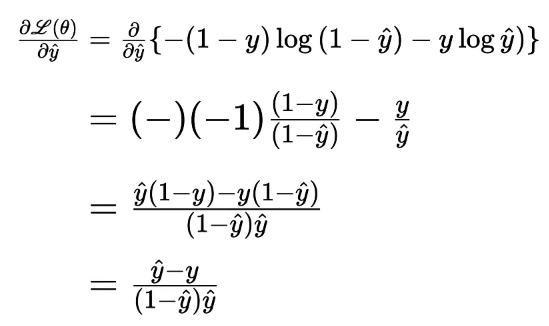 ∂ℒ(θ)/∂ŷ = ∂/∂ŷ{−(1 − y) log (1 − ŷ) − y log ŷ)}
= (−)(−1)(1−y)/(1−ŷ) − y/ŷ
= (ŷ(1−y)−y(1−ŷ))/((1−ŷ)ŷ)
= (ŷ−y)/((1−ŷ)ŷ)